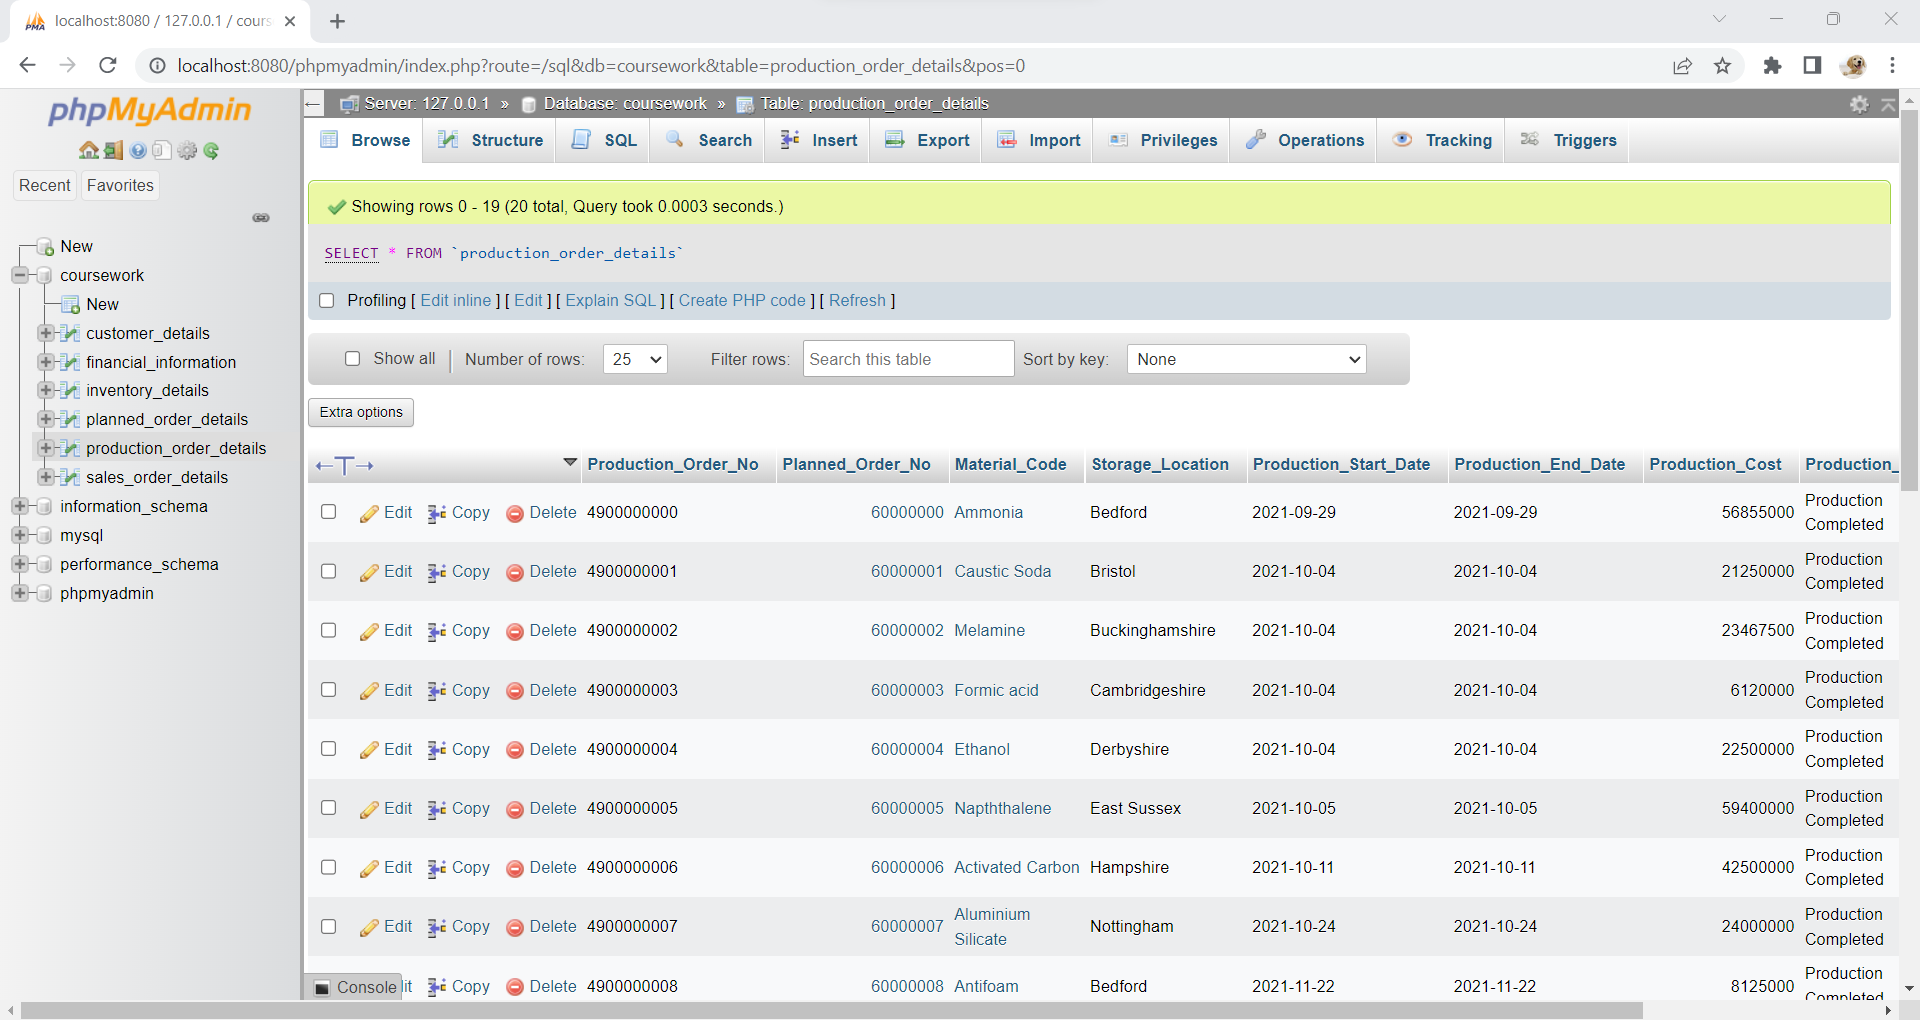 localhost:8080 / 127.0.0.1 / cours
localhost:8080/phpmyadmin/index.php?route=/sql&db=coursework&table=production_order_details&pos=0
phpMyAdmin
Recent Favorites
New
coursework
New
customer_details
financial_information
inventory_details
planned_order_details
production_order_details
sales_order_details
information_schema
mysql
performance_schema
phpmyadmin
Server: 127.0.0.1 » Database: coursework » Table: production_order_details
Browse Structure SQL Search Insert Export Import Privileges Operations Tracking Triggers
Showing rows 0 - 19 (20 total, Query took 0.0003 seconds.)
SELECT * FROM `production_order_details`
Profiling [ Edit inline ] [ Edit ] [ Explain SQL ] [ Create PHP code ] [ Refresh ]
Show all Number of rows: 25 Filter rows: Search this table Sort by key: None
Extra options
Production_Order_No Planned_Order_No Material_Code Storage_Location Production_Start_Date Production_End_Date Production_Cost Production_
Edit Copy Delete 4900000000 60000000 Ammonia Bedford 2021-09-29 2021-09-29 56855000 Production Completed
Edit Copy Delete 4900000001 60000001 Caustic Soda Bristol 2021-10-04 2021-10-04 21250000 Production Completed
Edit Copy Delete 4900000002 60000002 Melamine Buckinghamshire 2021-10-04 2021-10-04 23467500 Production Completed
Edit Copy Delete 4900000003 60000003 Formic acid Cambridgeshire 2021-10-04 2021-10-04 6120000 Production Completed
Edit Copy Delete 4900000004 60000004 Ethanol Derbyshire 2021-10-04 2021-10-04 22500000 Production Completed
Edit Copy Delete 4900000005 60000005 Napththalene East Sussex 2021-10-05 2021-10-05 59400000 Production Completed
Edit Copy Delete 4900000006 60000006 Activated Carbon Hampshire 2021-10-11 2021-10-11 42500000 Production Completed
Edit Copy Delete 4900000007 60000007 Aluminium Silicate Nottingham 2021-10-24 2021-10-24 24000000 Production Completed
Console it Copy Delete 4900000008 60000008 Antifoam Bedford 2021-11-22 2021-11-22 8125000 Production Completed